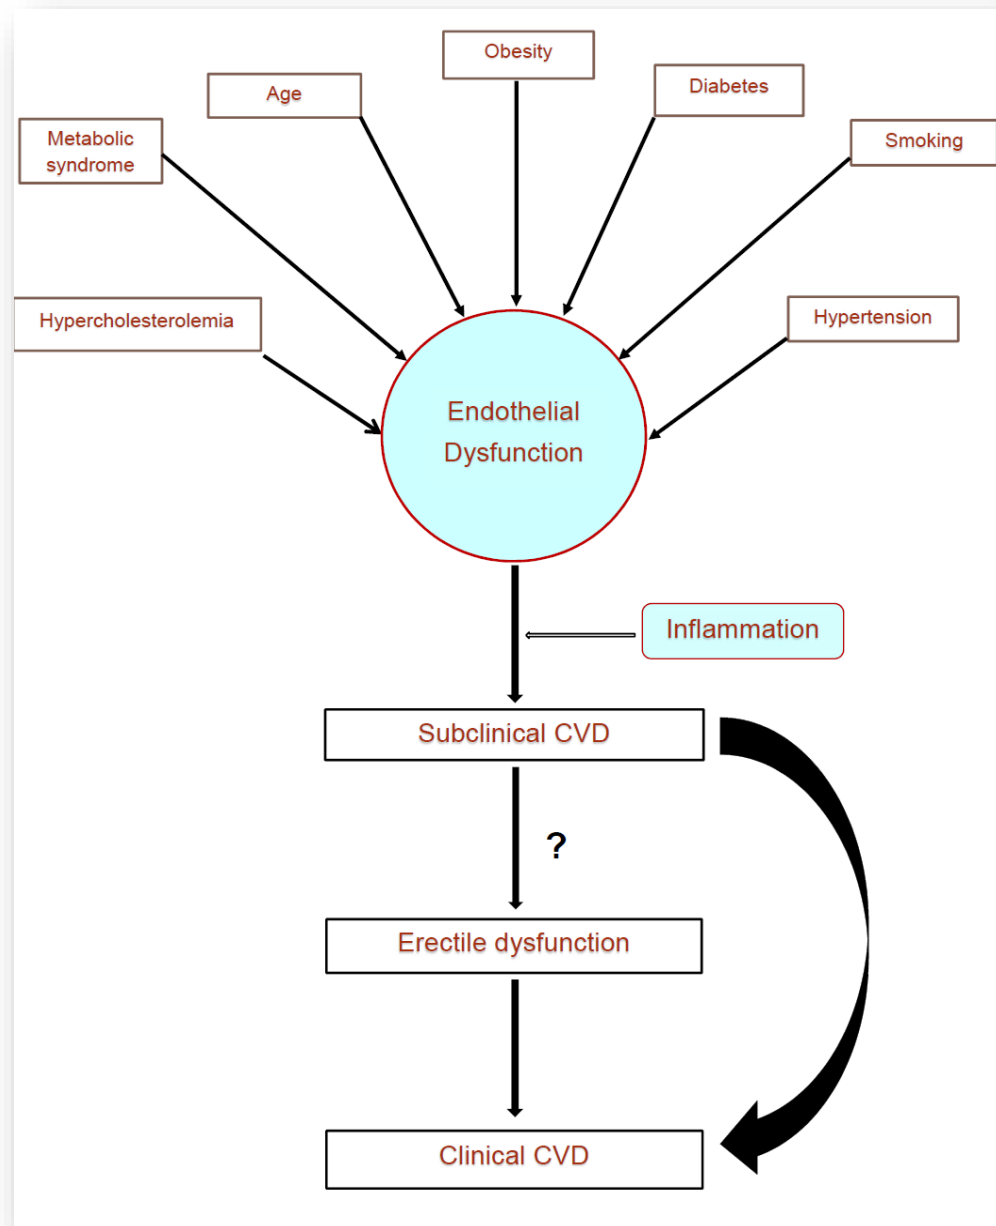 Obesity
Age
Diabetes
Metabolic
syndrome
Smoking
Hypercholesterolemia
Hypertension
Endothelial
Dysfunction
Inflammation
Subclinical CVD
?
Erectile dysfunction
Clinical CVD